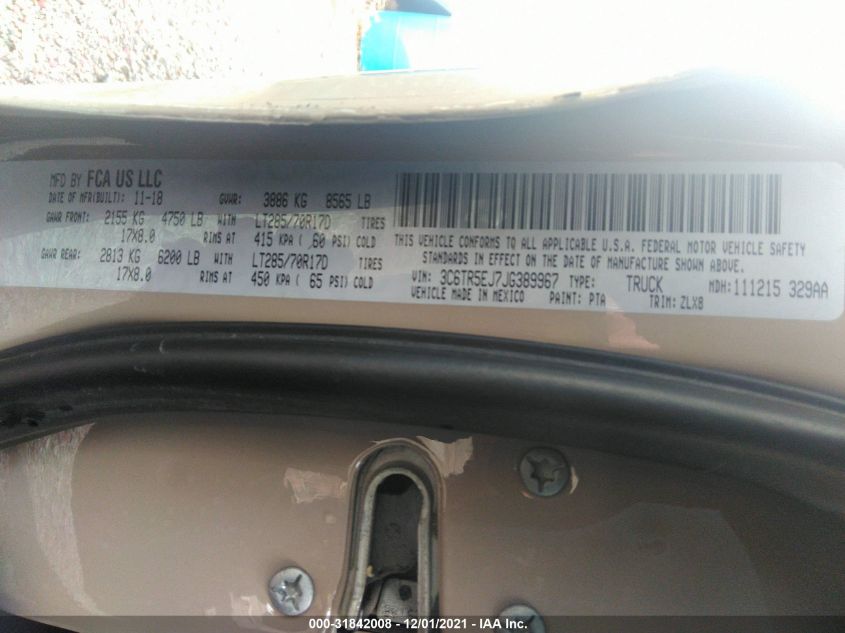 MFD BY FCA US LLC
DATE OF MFR(BUILT): 11-18 GVWR: 3886 KG 8565 LB
GAWR FRONT: 2155 KG 4750 LB WITH LT285/70R17D TIRES
17X8.0 RIMS AT 415 KPA ( 60 PSI) COLD
GAWR REAR: 2813 KG 6200 LB WITH LT285/70R17D TIRES
17X8.0 RIMS AT 450 KPA ( 65 PSI) COLD
THIS VEHICLE CONFORMS TO ALL APPLICABLE U.S.A. FEDERAL MOTOR VEHICLE SAFETY
STANDARDS IN EFFECT ON THE DATE OF MANUFACTURE SHOWN ABOVE.
VIN: 3C6TR5EJ7JG389967 TYPE: TRUCK MDH:111215 329AA
VEHICLE MADE IN MEXICO PAINT: PTA TRIM: ZLX8
000-31842008 - 12/01/2021 - IAA Inc.